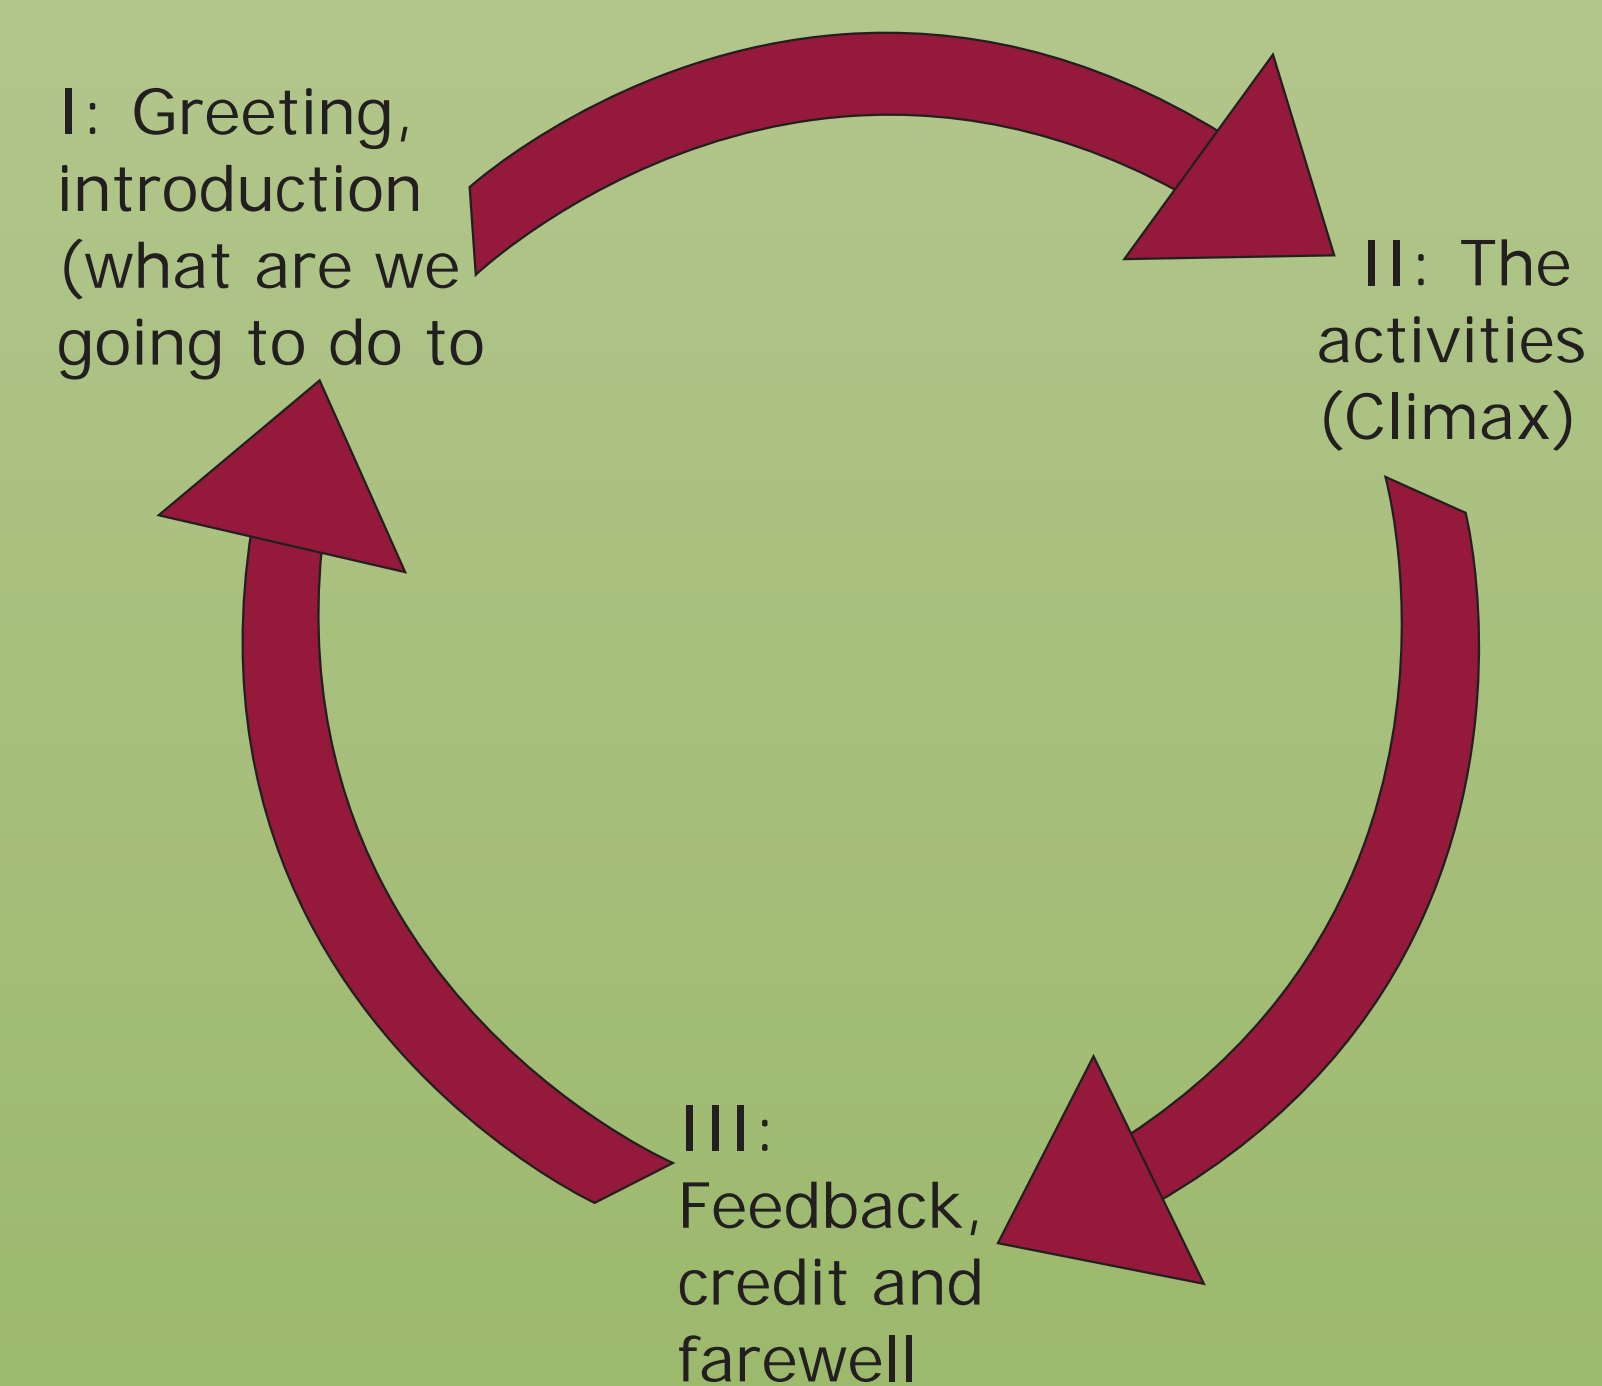 I: Greeting,
introduction
(what are we
going to do to
II: The
activities
(Climax)
III:
Feedback,
credit and
farewell